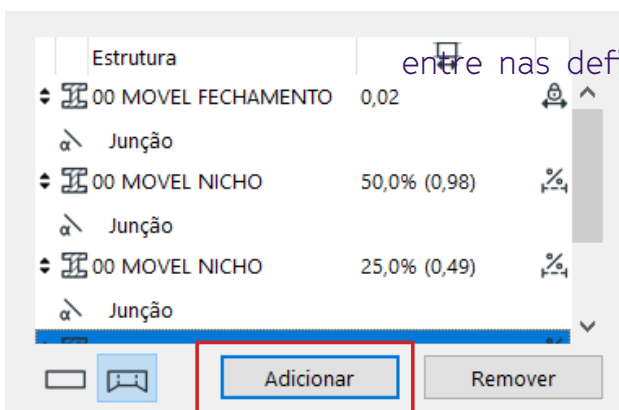 Estrutura
entre nas defi
00 MOVEL FECHAMENTO 0,02
α Junção
00 MOVEL NICHO 50,0% (0,98) %
α Junção
00 MOVEL NICHO 25,0% (0,49) %
α Junção
Adicionar Remover